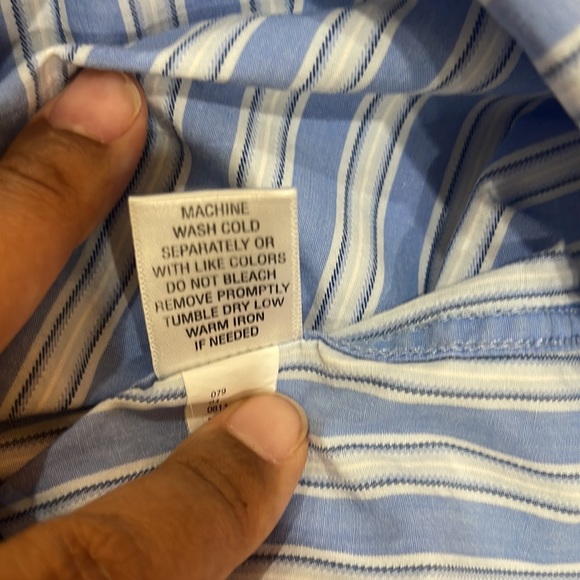 MACHINE
WASH COLD
SEPARATELY OR
WITH LIKE COLORS
DO NOT BLEACH
REMOVE PROMPTLY
TUMBLE DRY LOW
WARM IRON
IF NEEDED
079